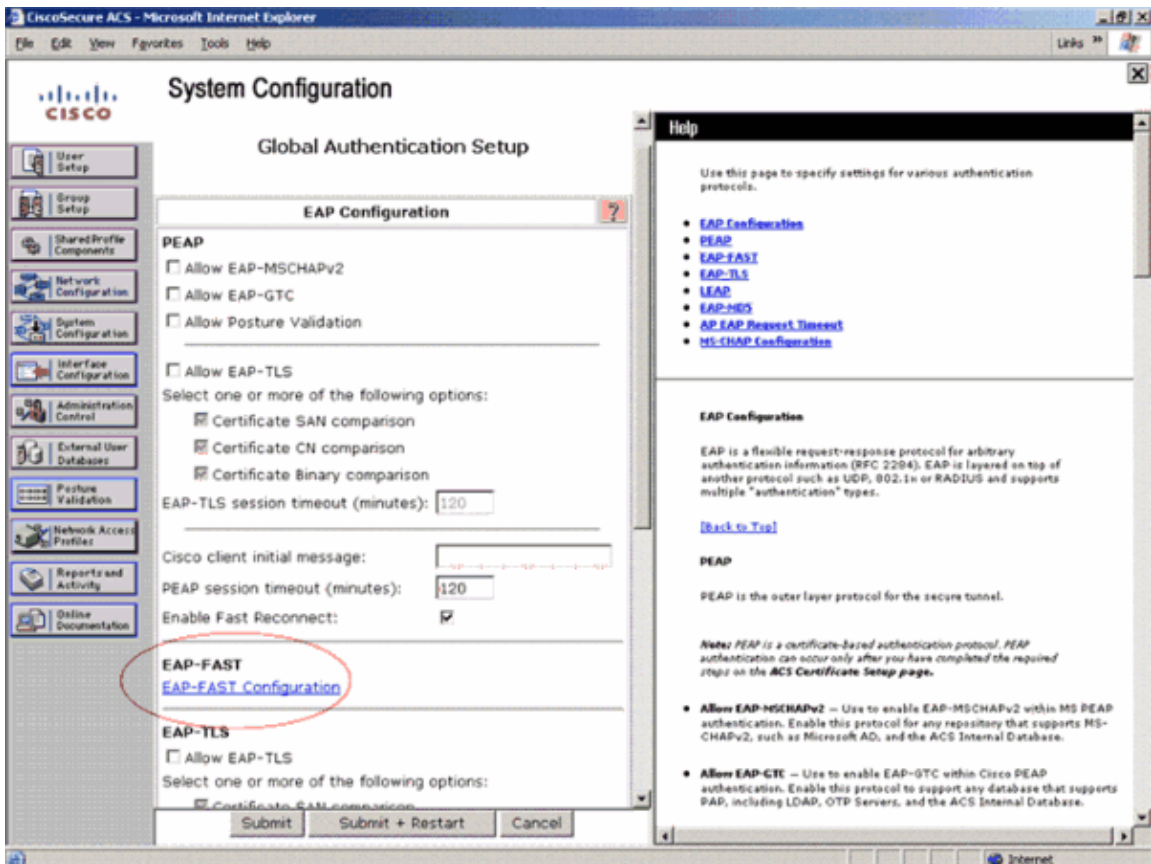 CiscoSecure ACS - Microsoft Internet Explorer
File Edit View Favorites Tools Help
Links »
CISCO
System Configuration
User Setup
Group Setup
Shared Profile Components
Network Configuration
System Configuration
Interface Configuration
Administration Control
External User Databases
Posture Validation
Network Access Profiles
Reports and Activity
Online Documentation
Global Authentication Setup
EAP Configuration
?
PEAP
Allow EAP-MSCHAPv2
Allow EAP-GTC
Allow Posture Validation
Allow EAP-TLS
Select one or more of the following options:
Certificate SAN comparison
Certificate CN comparison
Certificate Binary comparison
EAP-TLS session timeout (minutes): 120
Cisco client initial message:
PEAP session timeout (minutes): 120
Enable Fast Reconnect:
EAP-FAST
EAP-FAST Configuration
EAP-TLS
Allow EAP-TLS
Select one or more of the following options:
Certificate SAN comparison
Submit Submit + Restart Cancel
Help
Use this page to specify settings for various authentication
protocols.
EAP Configuration
PEAP
EAP-FAST
EAP-TLS
LEAP
EAP-MD5
AP EAP Request Timeout
MS-CHAP Configuration
EAP Configuration
EAP is a flexible request-response protocol for arbitrary
authentication information (RFC 2284). EAP is layered on top of
another protocol such as UDP, 802.1x or RADIUS and supports
multiple "authentication" types.
[Back to Top]
PEAP
PEAP is the outer layer protocol for the secure tunnel.
Note: PEAP is a certificate-based authentication protocol. PEAP
authentication can occur only after you have completed the required
steps on the ACS Certificate Setup page.
Allow EAP-MSCHAPv2 — Use to enable EAP-MSCHAPv2 within MS PEAP
authentication. Enable this protocol for any repository that supports MS-
CHAPv2, such as Microsoft AD, and the ACS Internal Database.
Allow EAP-GTC — Use to enable EAP-GTC within Cisco PEAP
authentication. Enable this protocol to support any database that supports
PAP, including LDAP, OTP Servers, and the ACS Internal Database.
Internet